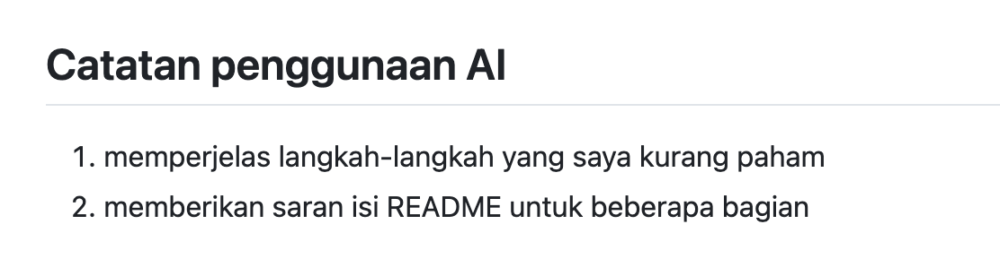 Catatan penggunaan AI
1. memperjelas langkah-langkah yang saya kurang paham
2. memberikan saran isi README untuk beberapa bagian